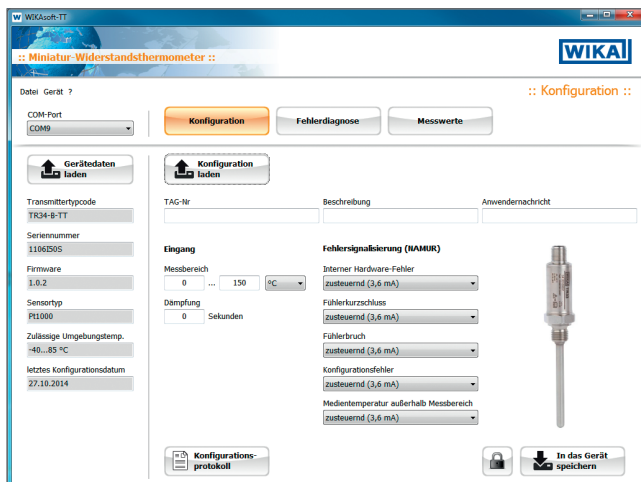 WIKAsoft-TT
:: Miniatur-Widerstandsthermometer ::
WIKA
Datei Gerät ?
:: Konfiguration ::
COM-Port
COM9
Konfiguration
Fehlerdiagnose
Messwerte
Gerätedaten
laden
Konfiguration
laden
Transmittertypcode
TR34-B-TT
Seriennummer
1106I50S
Firmware
1.0.2
Sensortyp
Pt1000
Zulässige Umgebungstemp.
-40...85 °C
letztes Konfigurationsdatum
27.10.2014
TAG-Nr
Beschreibung
Anwendernachricht
Eingang
Messbereich
0 ... 150 °C
Dämpfung
0 Sekunden
Fehlersignalisierung (NAMUR)
Interner Hardware-Fehler
zusteuernd (3,6 mA)
Fühlerkurzschluss
zusteuernd (3,6 mA)
Fühlerbruch
zusteuernd (3,6 mA)
Konfigurationsfehler
zusteuernd (3,6 mA)
Medientemperatur außerhalb Messbereich
zusteuernd (3,6 mA)
Konfigurations-
protokoll
In das Gerät
speichern